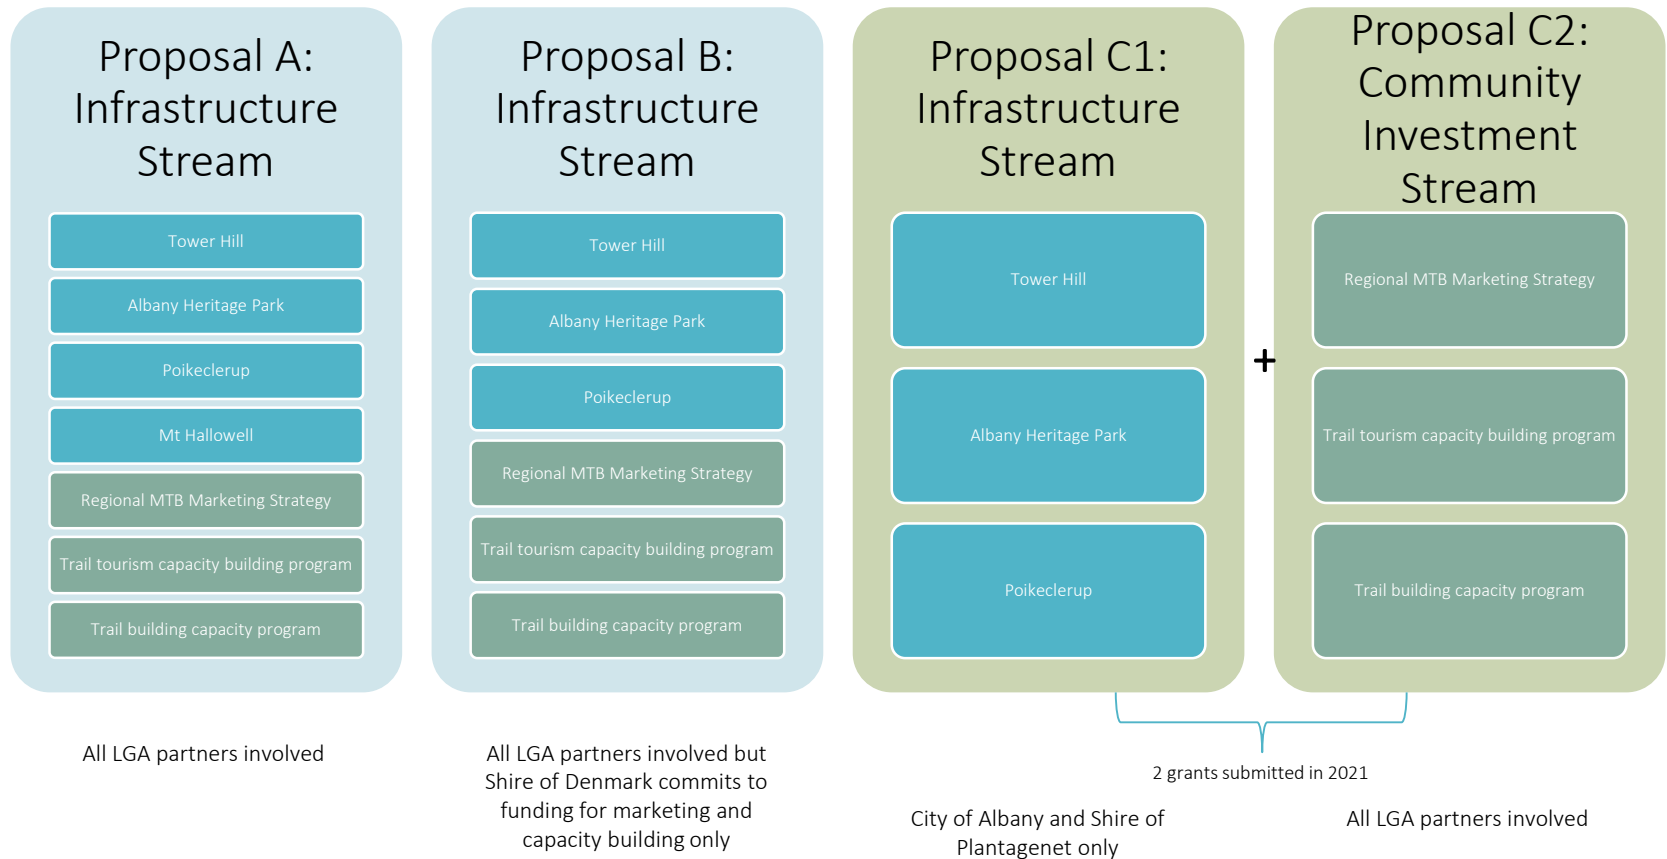 Proposal A:
Infrastructure
Stream
Tower Hill
Albany Heritage Park
Poikeclerup
Mt Hallowell
Regional MTB Marketing Strategy
Trail tourism capacity building program
Trail building capacity program
All LGA partners involved
Proposal B:
Infrastructure
Stream
Tower Hill
Albany Heritage Park
Poikeclerup
Regional MTB Marketing Strategy
Trail tourism capacity building program
Trail building capacity program
All LGA partners involved but
Shire of Denmark commits to
funding for marketing and
capacity building only
Proposal C1:
Infrastructure
Stream
Tower Hill
Albany Heritage Park
Poikeclerup
+
Proposal C2:
Community
Investment
Stream
Regional MTB Marketing Strategy
Trail tourism capacity building program
Trail building capacity program
2 grants submitted in 2021
City of Albany and Shire of
Plantagenet only
All LGA partners involved